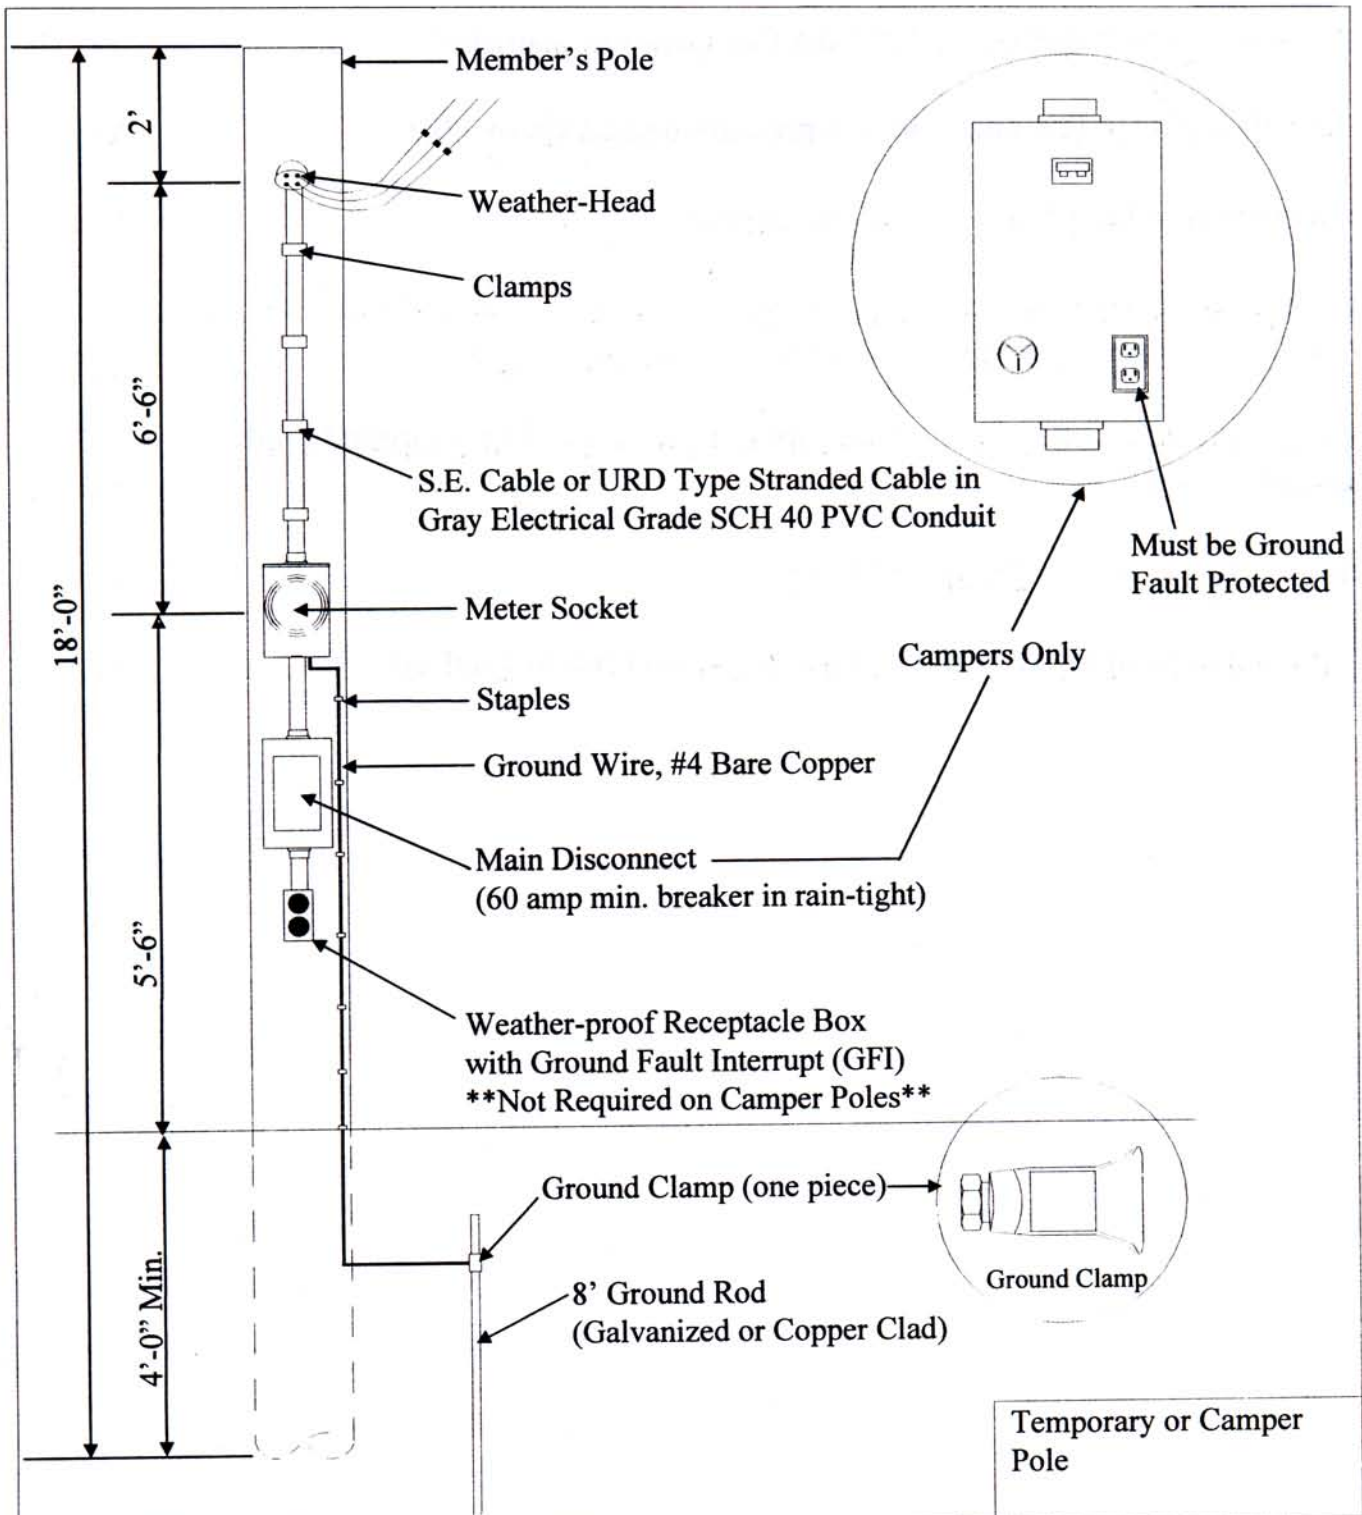 Member’s Pole
2’
Weather-Head
Clamps
6’-6”
S.E. Cable or URD Type Stranded Cable in
Gray Electrical Grade SCH 40 PVC Conduit
Must be Ground
Fault Protected
18’-0”
Meter Socket
Campers Only
Staples
Ground Wire, #4 Bare Copper
Main Disconnect
(60 amp min. breaker in rain-tight)
5’-6”
Weather-proof Receptacle Box
with Ground Fault Interrupt (GFI)
**Not Required on Camper Poles**
Ground Clamp (one piece)
Ground Clamp
4’-0” Min.
8’ Ground Rod
(Galvanized or Copper Clad)
Temporary or Camper
Pole